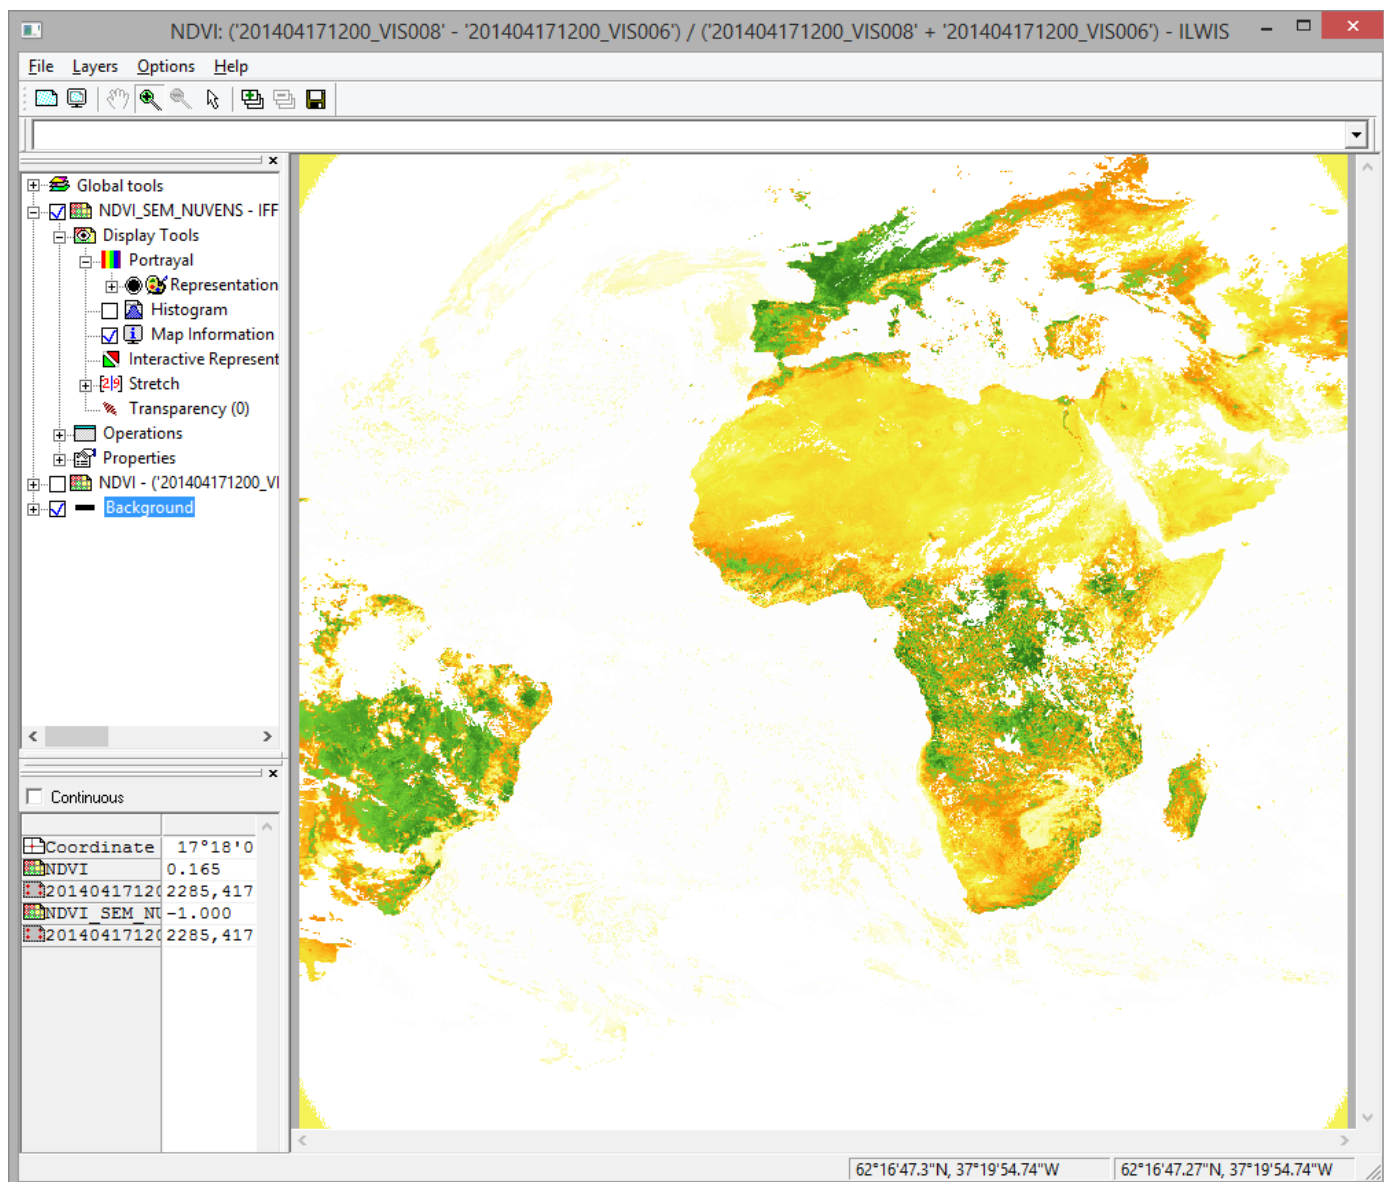 NDVI: ('201404171200_VIS008' - '201404171200_VIS006') / ('201404171200_VIS008' + '201404171200_VIS006') - ILWIS
File Layers Options Help
Global tools
NDVI_SEM_NUVENS - IFF
Display Tools
Portrayal
Representation
Histogram
Map Information
Interactive Represent
Stretch
Transparency (0)
Operations
Properties
NDVI - ('201404171200_VI
Background
Continuous
Coordinate 17°18'0
NDVI 0.165
20140417120 2285,417
NDVI_SEM_NU -1.000
20140417120 2285,417
62°16'47.3"N, 37°19'54.74"W 62°16'47.27"N, 37°19'54.74"W